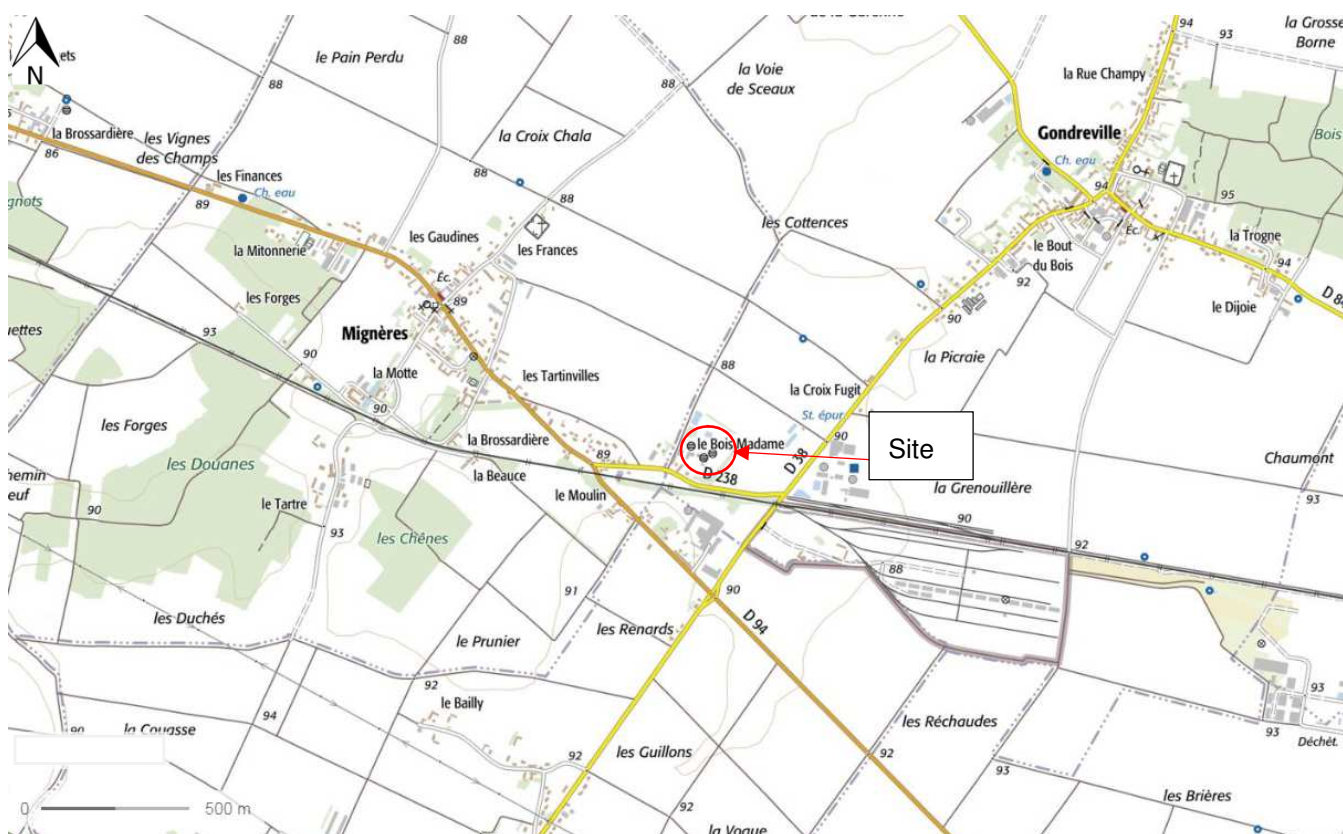 N
ets
le Pain Perdu
88
88
la Voie
de Sceaux
94
93
la Grosse
Borne
la Rue Champy
la Brossardière
86
les Vignes
des Champs
88
la Croix Chala
Gondreville
Ch. eau
Bois
les Finances
Ch. eau
89
88
88
94
95
gnots
les Gaudines
les Frances
les Cottences
Éc.
la Trogne
la Mitonnerie
le Bout
du Bois
92
94
les Forges
Éc.
89
93
90
le Dijoie
D 84
uettes
Mignères
90
la Motte
les Tartinvilles
88
la Picraie
90
la Croix Fugit
St. épur.
les Forges
la Brossardière
le Bois Madame
90
Site
les Douanes
89
D 238
D 38
Chaumont
hemin
euf
la Beauce
le Moulin
la Grenouillère
90
le Tartre
90
93
les Chênes
92
88
91
90
les Duchés
les Renards
D 94
le Prunier
92
le Bailly
les Réchaudes
93
90
94
la Couasse
93
Déchèt.
les Guillons
92
92
93
0
500 m
92
les Brières
la Vogue